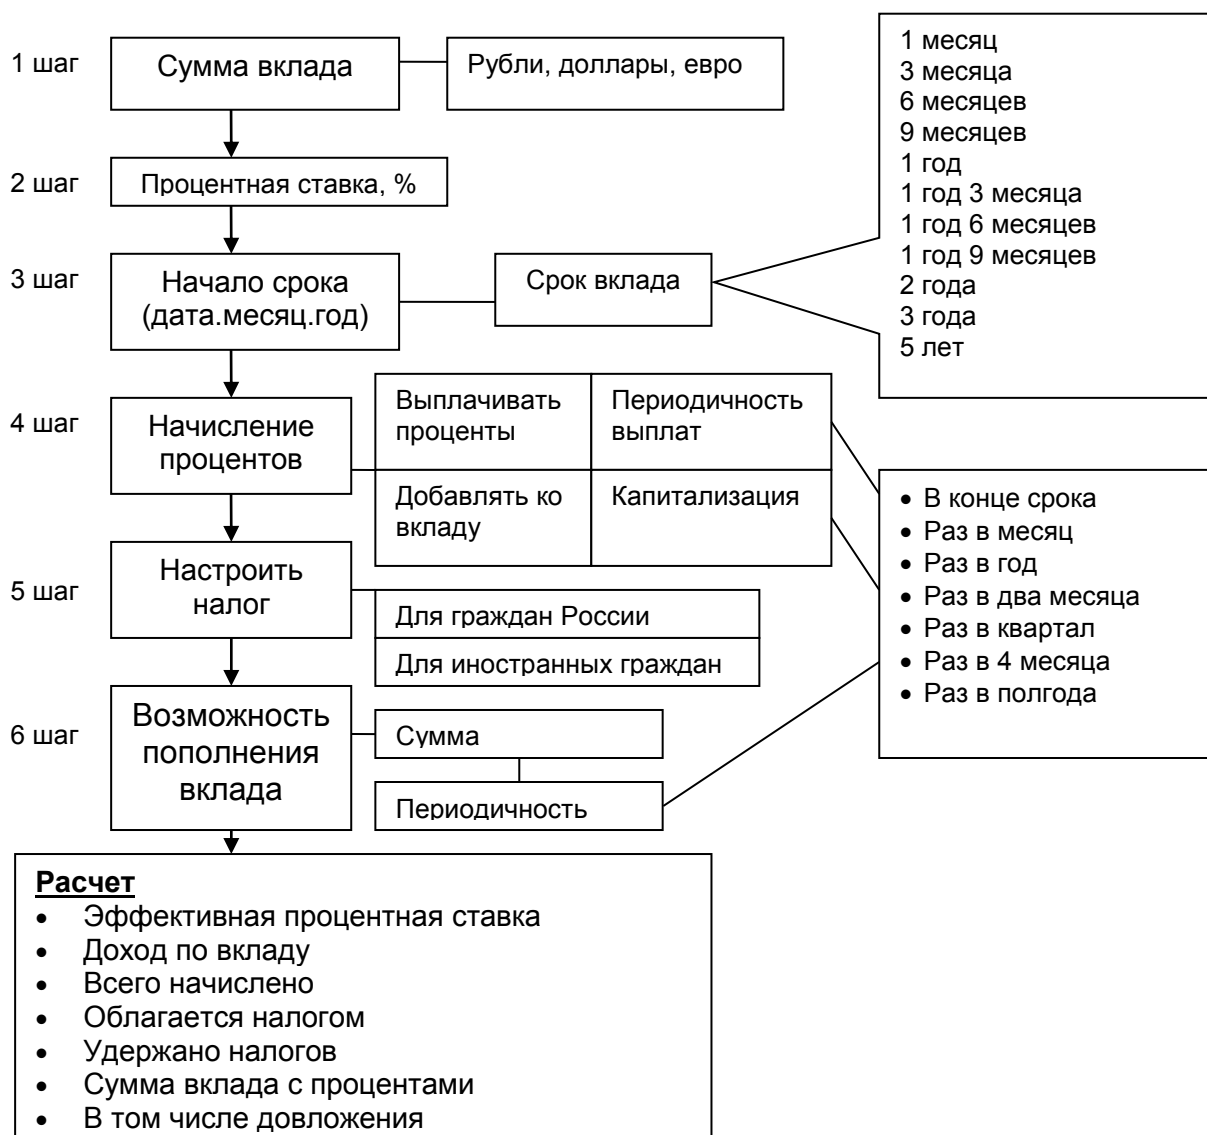 1 шаг
Сумма вклада
Рубли, доллары, евро
1 месяц
3 месяца
6 месяцев
9 месяцев
1 год
1 год 3 месяца
1 год 6 месяцев
1 год 9 месяцев
2 года
3 года
5 лет
2 шаг
Процентная ставка, %
3 шаг
Начало срока
(дата.месяц.год)
Срок вклада
4 шаг
Начисление
процентов
Выплачивать
проценты
Периодичность
выплат
Добавлять ко
вкладу
Капитализация
• В конце срока
• Раз в месяц
• Раз в год
• Раз в два месяца
• Раз в квартал
• Раз в 4 месяца
• Раз в полгода
5 шаг
Настроить
налог
Для граждан России
Для иностранных граждан
6 шаг
Возможность
пополнения
вклада
Сумма
Периодичность
Расчет
• Эффективная процентная ставка
• Доход по вкладу
• Всего начислено
• Облагается налогом
• Удержано налогов
• Сумма вклада с процентами
• В том числе довложения